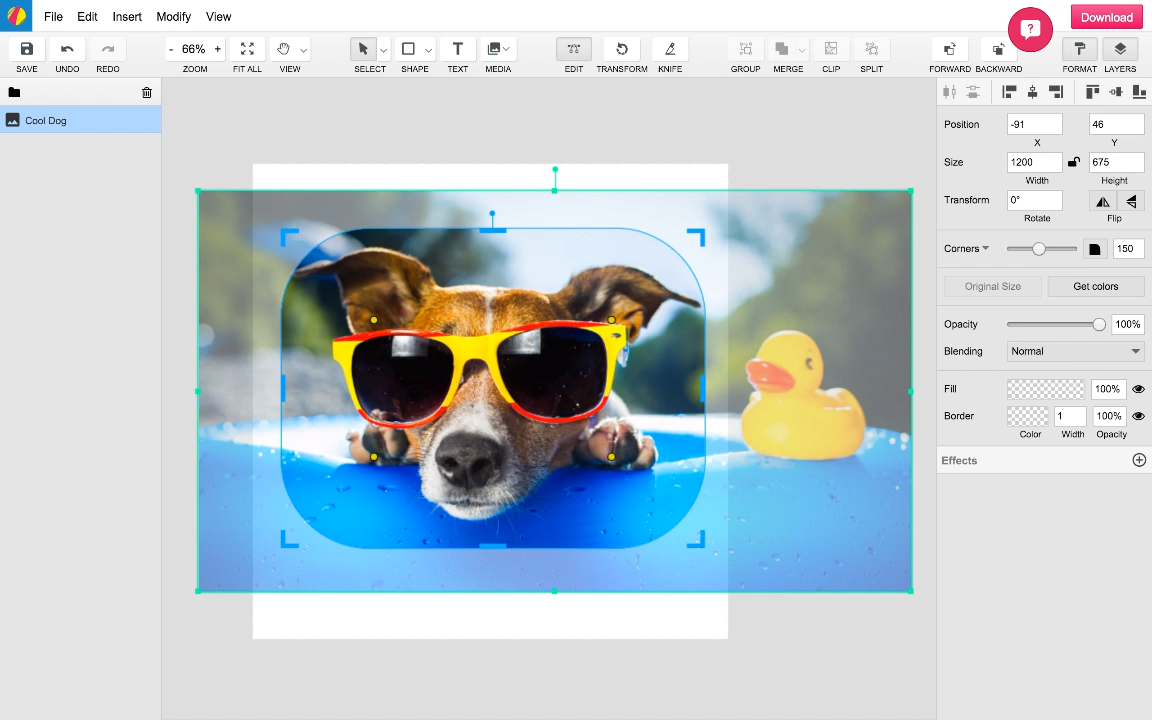 File Edit Insert Modify View
Download
- 66% +
SAVE UNDO REDO ZOOM FIT ALL VIEW SELECT SHAPE TEXT MEDIA EDIT TRANSFORM KNIFE GROUP MERGE CLIP SPLIT FORWARD BACKWARD FORMAT LAYERS
Cool Dog
Position -91 46
X Y
Size 1200 675
Width Height
Transform 0°
Rotate Flip
Corners 150
Original Size Get colors
Opacity 100%
Blending Normal
Fill 100%
Border 1 100%
Color Width Opacity
Effects